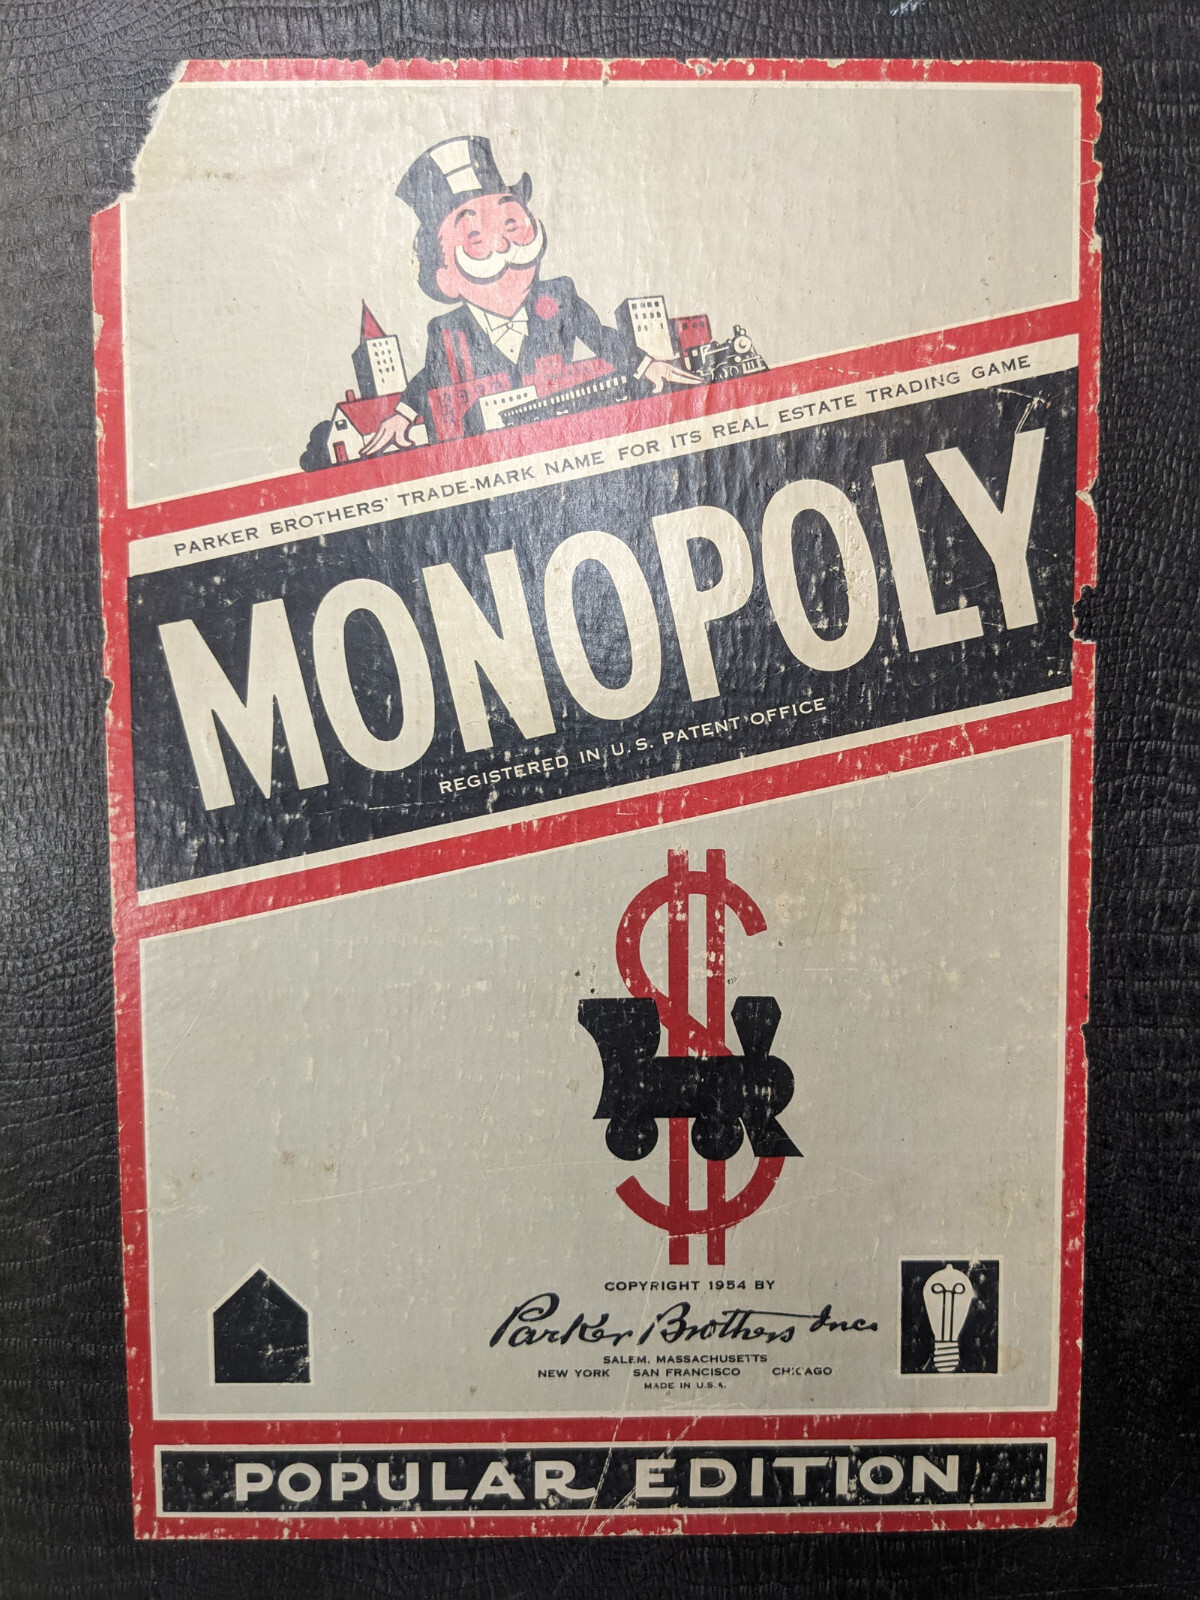 PARKER BROTHERS' TRADE-MARK NAME FOR ITS REAL ESTATE TRADING GAME
MONOPOLY
REGISTERED IN U.S. PATENT OFFICE
COPYRIGHT 1954 BY
Parker Brothers Inc.
SALEM, MASSACHUSETTS
NEW YORK SAN FRANCISCO CHICAGO
MADE IN U.S.A.
POPULAR EDITION